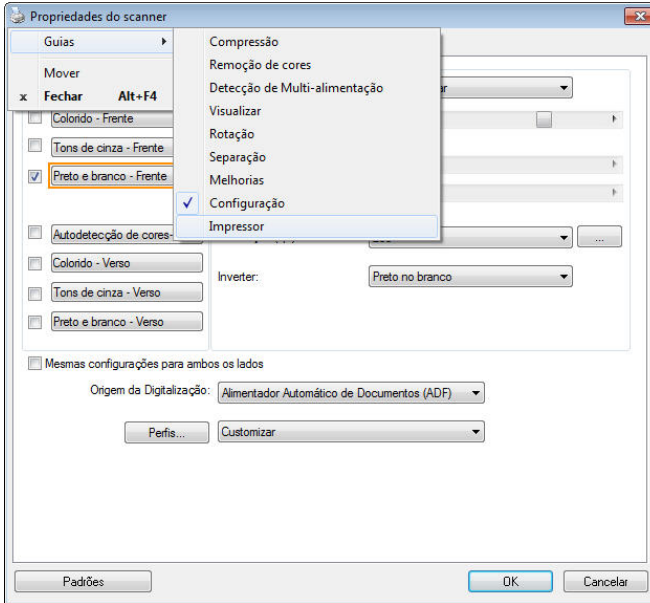 Propriedades do scanner
Guias
Mover
x Fechar Alt+F4
Compressão
Remoção de cores
Detecção de Multi-alimentação
Visualizar
Rotação
Separação
Melhorias
Configuração
Impressor
Colorido - Frente
Tons de cinza - Frente
Preto e branco - Frente
Autodetecção de cores-
Colorido - Verso
Tons de cinza - Verso
Preto e branco - Verso
Inverter:
Preto no branco
...
Mesmas configurações para ambos os lados
Origem da Digitalização: Alimentador Automático de Documentos (ADF)
Perfis... Customizar
Padrões OK Cancelar